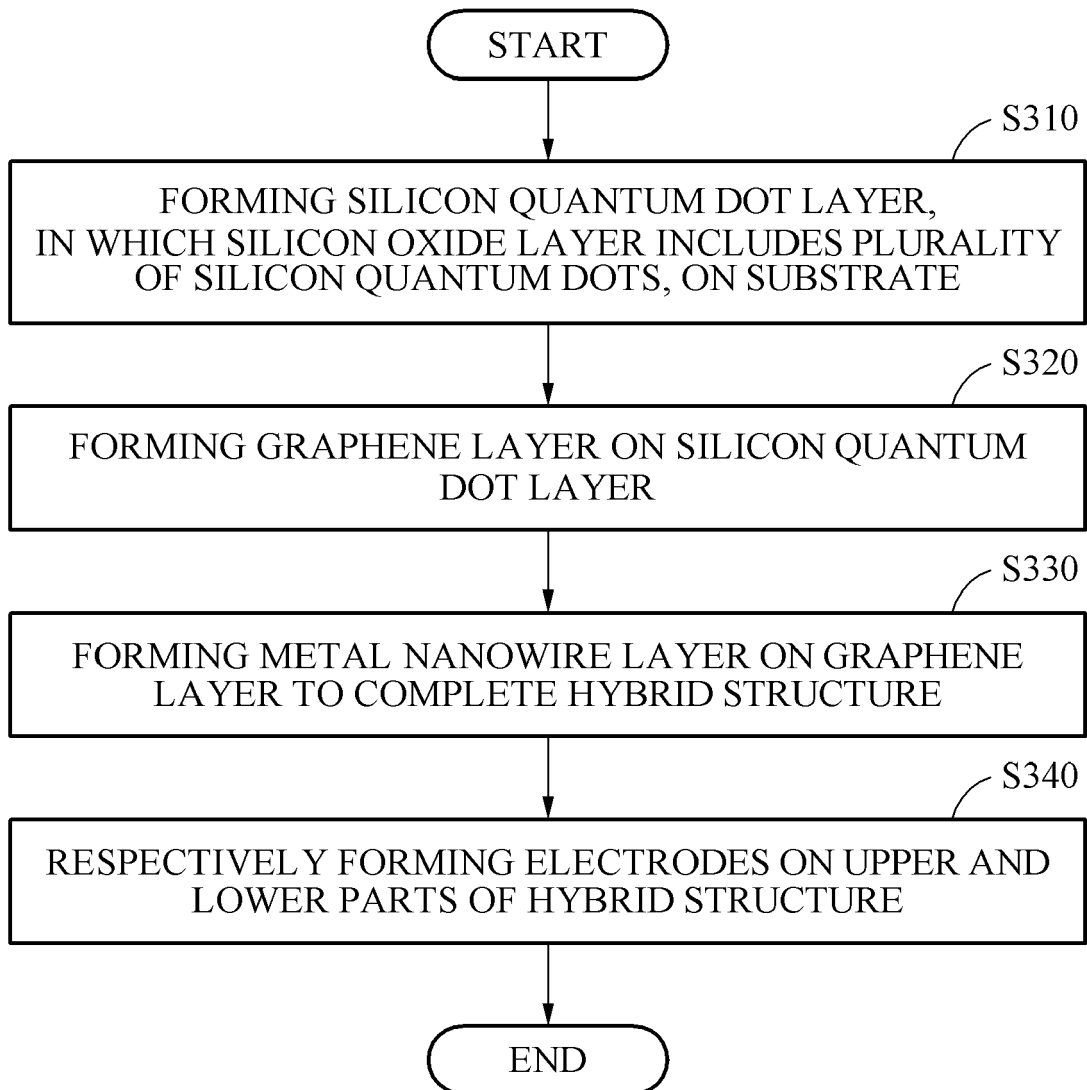 START
S310
FORMING SILICON QUANTUM DOT LAYER,
IN WHICH SILICON OXIDE LAYER INCLUDES PLURALITY
OF SILICON QUANTUM DOTS, ON SUBSTRATE
S320
FORMING GRAPHENE LAYER ON SILICON QUANTUM
DOT LAYER
S330
FORMING METAL NANOWIRE LAYER ON GRAPHENE
LAYER TO COMPLETE HYBRID STRUCTURE
S340
RESPECTIVELY FORMING ELECTRODES ON UPPER AND
LOWER PARTS OF HYBRID STRUCTURE
END